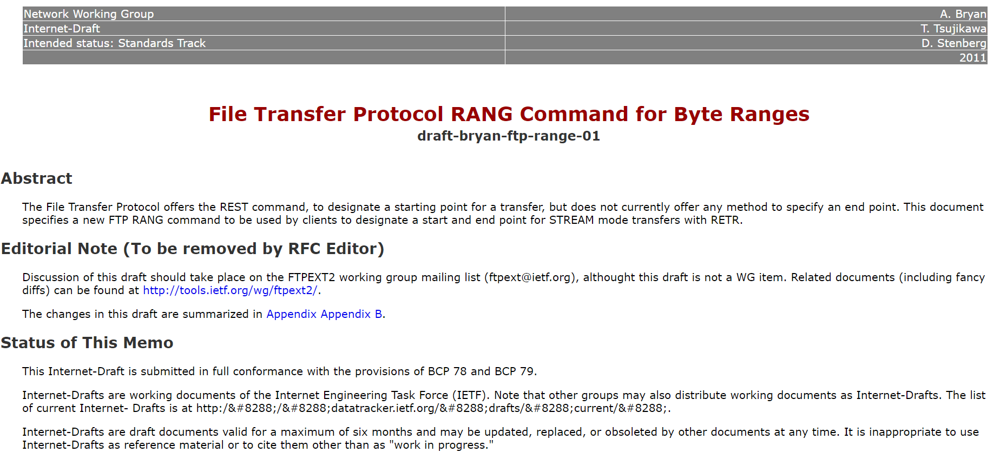 Network Working Group A. Bryan
Internet-Draft T. Tsujikawa
Intended status: Standards Track D. Stenberg
2011
File Transfer Protocol RANG Command for Byte Ranges
draft-bryan-ftp-range-01
Abstract
The File Transfer Protocol offers the REST command, to designate a starting point for a transfer, but does not currently offer any method to specify an end point. This document
specifies a new FTP RANG command to be used by clients to designate a start and end point for STREAM mode transfers with RETR.
Editorial Note (To be removed by RFC Editor)
Discussion of this draft should take place on the FTPEXT2 working group mailing list (ftpext@ietf.org), althought this draft is not a WG item. Related documents (including fancy
diffs) can be found at http://tools.ietf.org/wg/ftpext2/.
The changes in this draft are summarized in Appendix Appendix B.
Status of This Memo
This Internet-Draft is submitted in full conformance with the provisions of BCP 78 and BCP 79.
Internet-Drafts are working documents of the Internet Engineering Task Force (IETF). Note that other groups may also distribute working documents as Internet-Drafts. The list
of current Internet- Drafts is at http:/&#8288;/&#8288;datatracker.ietf.org/&#8288;drafts/&#8288;current/&#8288;.
Internet-Drafts are draft documents valid for a maximum of six months and may be updated, replaced, or obsoleted by other documents at any time. It is inappropriate to use
Internet-Drafts as reference material or to cite them other than as "work in progress."